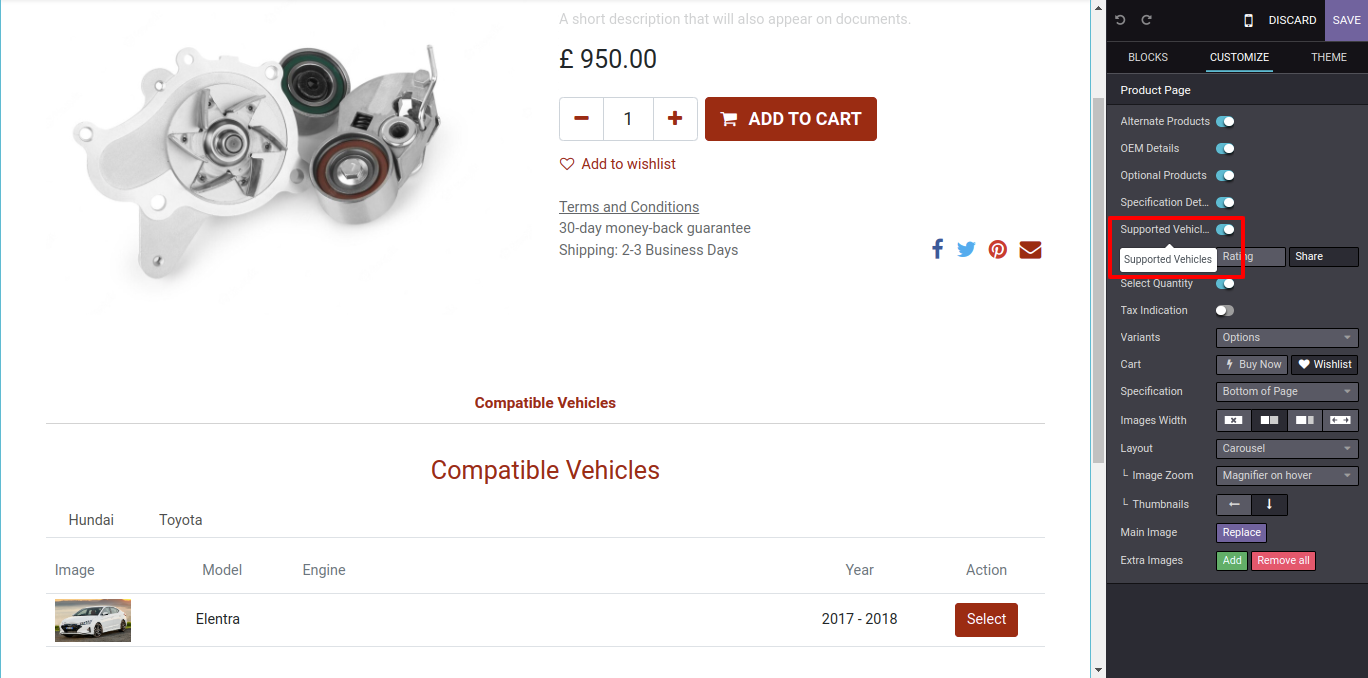 A short description that will also appear on documents.
£ 950.00
1
ADD TO CART
Add to wishlist
Terms and Conditions
30-day money-back guarantee
Shipping: 2-3 Business Days
Compatible Vehicles
Compatible Vehicles
Hundai Toyota
Image Model Engine Year Action
Elentra 2017 - 2018 Select
DISCARD SAVE
BLOCKS CUSTOMIZE THEME
Product Page
Alternate Products
OEM Details
Optional Products
Specification Det...
Supported Vehicl...
Supported Vehicles Rating Share
Select Quantity
Tax Indication
Variants Options
Cart Buy Now Wishlist
Specification Bottom of Page
Images Width
Layout Carousel
└ Image Zoom Magnifier on hover
└ Thumbnails
Main Image Replace
Extra Images Add Remove all